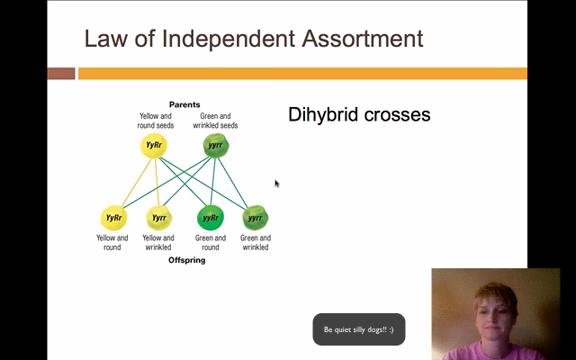 Law of Independent Assortment
Dihybrid crosses
Parents
Yellow and
round seeds
Green and
wrinkled seeds
YyRr
yyrr
YyRr
Yyrr
yyRr
yyrr
Yellow and
round
Yellow and
wrinkled
Green and
round
Green and
wrinkled
Offspring
Be quiet silly dogs!! :)